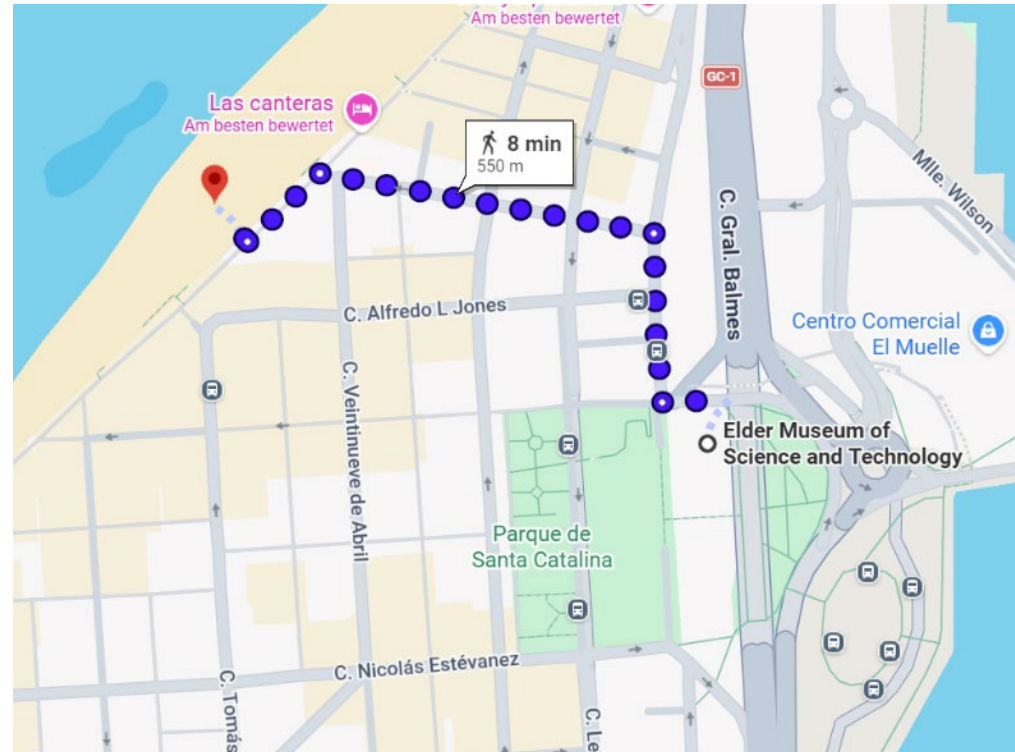 Am besten bewertet
GC-1
Las canteras
Am besten bewertet
8 min
550 m
Mlle. Wilson
C. Gral. Balmes
C. Alfredo L Jones
Centro Comercial
El Muelle
C. Veintinueve de Abril
Elder Museum of
Science and Technology
Parque de
Santa Catalina
C. Nicolás Estévanez
C. Tomás
C. Le